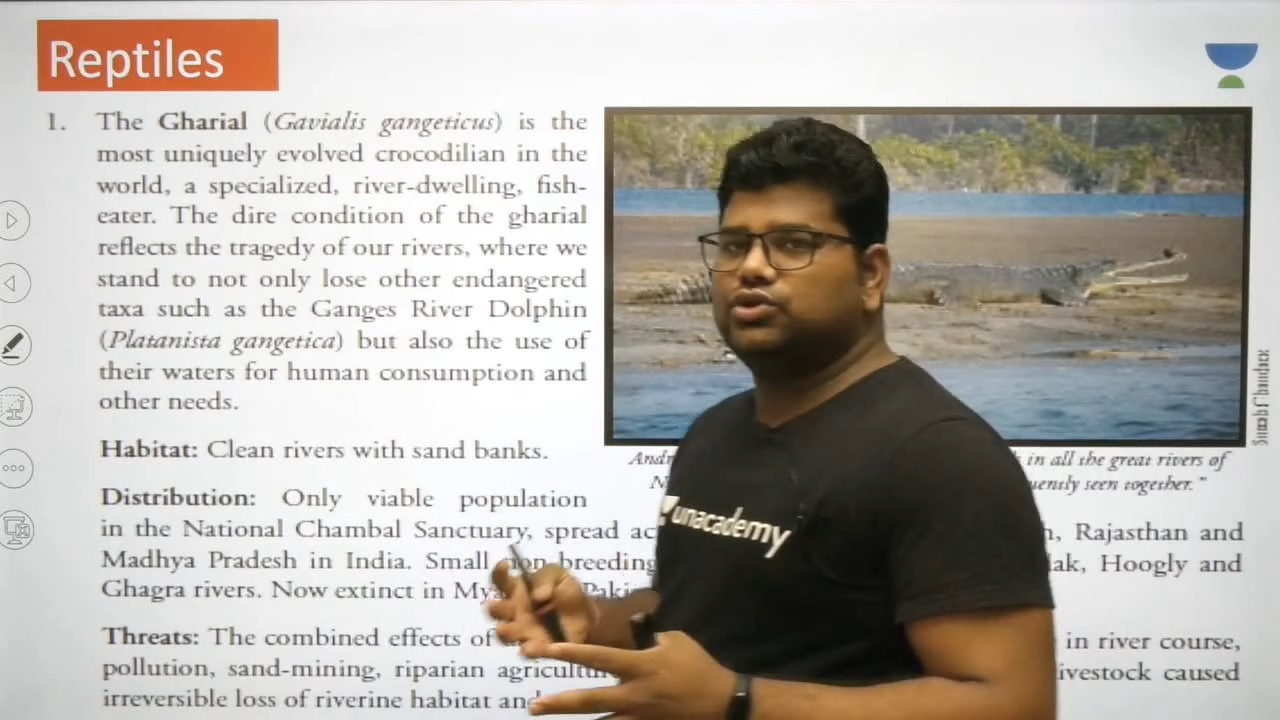 Reptiles
1. The Gharial (Gavialis gangeticus) is the
most uniquely evolved crocodilian in the
world, a specialized, river-dwelling, fish-
eater. The dire condition of the gharial
reflects the tragedy of our rivers, where we
stand to not only lose other endangered
taxa such as the Ganges River Dolphin
(Platanista gangetica) but also the use of
their waters for human consumption and
other needs.
Habitat: Clean rivers with sand banks.
in all the great rivers of
seen together."
Distribution: Only viable population
in the National Chambal Sanctuary, spread Rajasthan and
Madhya Pradesh in India. Small breeding Hoogly and
Ghagra rivers. Now extinct in
Threats: The combined effects of in river course,
pollution, sand-mining, riparian livestock caused
irreversible loss of riverine habitat
unacademy